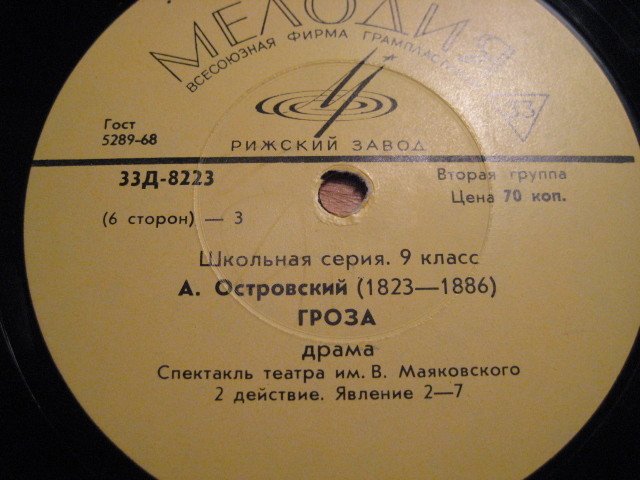 МЕЛОДИЯ
ВСЕСОЮЗНАЯ ФИРМА
Гост
5289-68
33
РИЖСКИЙ ЗАВОД
33Д-8223
Вторая группа
Цена 70 коп.
(6 сторон) — 3
Школьная серия. 9 класс
А. Островский (1823—1886)
ГРОЗА
драма
Спектакль театра им. В. Маяковского
2 действие. Явление 2—7